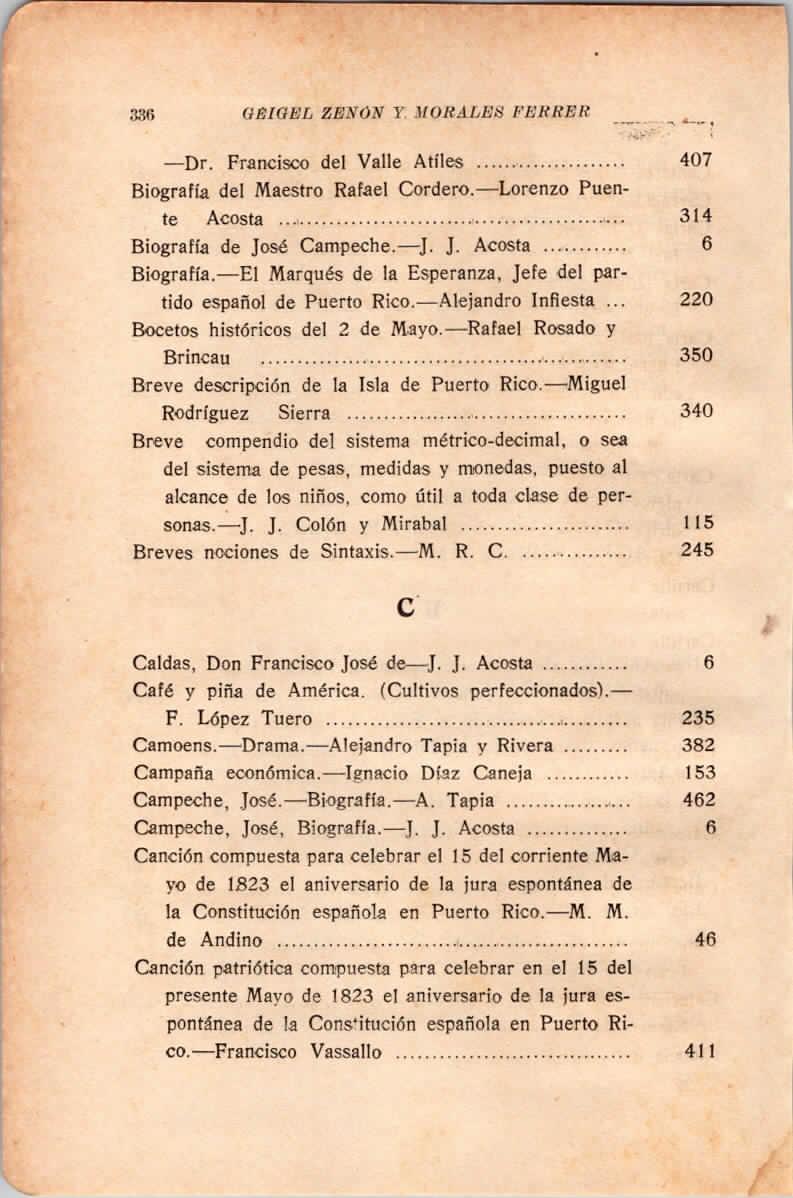 336 GÉIGEL ZENÓN Y MORALES FERRER
—Dr. Francisco del Valle Atíles ..................... 407
Biografía del Maestro Rafael Cordero.—Lorenzo Puen-
te Acosta ............................................... 314
Biografía de José Campeche.—J. J. Acosta ............ 6
Biografía.—El Marqués de la Esperanza, Jefe del par-
tido español de Puerto Rico.—Alejandro Infiesta ... 220
Bocetos históricos del 2 de Mayo.—Rafael Rosado y
Brincau .................................................. 350
Breve descripción de la Isla de Puerto Rico.—Miguel
Rodríguez Sierra ...................................... 340
Breve compendio del sistema métrico-decimal, o sea
del sistema de pesas, medidas y monedas, puesto al
alcance de los niños, como útil a toda clase de per-
sonas.—J. J. Colón y Mirabal ....................... 115
Breves nociones de Sintaxis.—M. R. C. ............... 245
C
Caldas, Don Francisco José de—J. J. Acosta ............ 6
Café y piña de América. (Cultivos perfeccionados).—
F. López Tuero ......................................... 235
Camoens.—Drama.—Alejandro Tapia y Rivera ......... 382
Campaña económica.—Ignacio Díaz Caneja ............ 153
Campeche, José.—Biografía.—A. Tapia .................. 462
Campeche, José, Biografía.—J. J. Acosta .............. 6
Canción compuesta para celebrar el 15 del corriente Ma-
yo de 1823 el aniversario de la jura espontánea de
la Constitución española en Puerto Rico.—M. M.
de Andino ................................................ 46
Canción patriótica compuesta para celebrar en el 15 del
presente Mayo de 1823 el aniversario de la jura es-
pontánea de la Constitución española en Puerto Ri-
co.—Francisco Vassallo ................................ 411